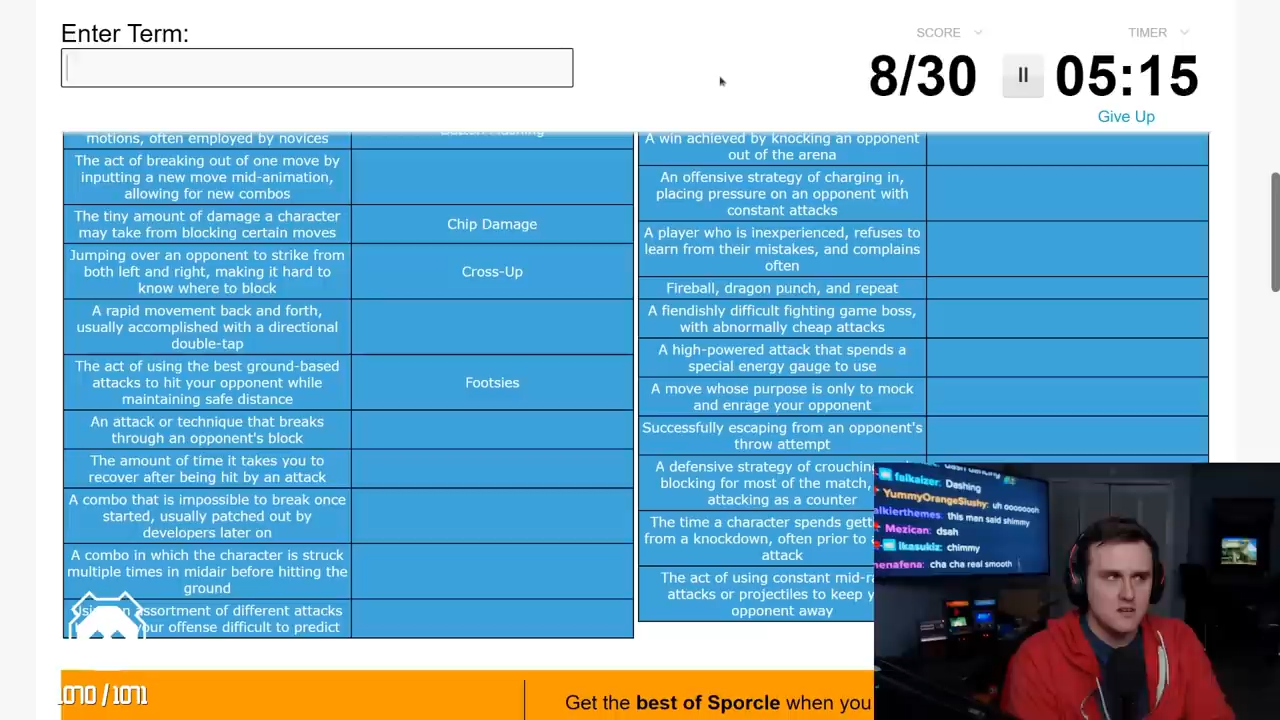 Enter Term:
SCORE
TIMER
8/30
05:15
Give Up
motions, often employed by novices
The act of breaking out of one move by
inputting a new move mid-animation,
allowing for new combos
The tiny amount of damage a character
may take from blocking certain moves
Chip Damage
Jumping over an opponent to strike from
both left and right, making it hard to
know where to block
Cross-Up
A rapid movement back and forth,
usually accomplished with a directional
double-tap
The act of using the best ground-based
attacks to hit your opponent while
maintaining safe distance
Footsies
An attack or technique that breaks
through an opponent's block
The amount of time it takes you to
recover after being hit by an attack
A combo that is impossible to break once
started, usually patched out by
developers later on
A combo in which the character is struck
multiple times in midair before hitting the
ground
assortment of different attacks
our offense difficult to predict
A win achieved by knocking an opponent
out of the arena
An offensive strategy of charging in,
placing pressure on an opponent with
constant attacks
A player who is inexperienced, refuses to
learn from their mistakes, and complains
often
Fireball, dragon punch, and repeat
A fiendishly difficult fighting game boss,
with abnormally cheap attacks
A high-powered attack that spends a
special energy gauge to use
A move whose purpose is only to mock
and enrage your opponent
Successfully escaping from an opponent's
throw attempt
A defensive strategy of crouching
blocking for most of the match,
attacking as a counter
The time a character spends gett
from a knockdown, often prior to a
attack
The act of using constant mid-ra
attacks or projectiles to keep y
opponent away
dash dancing
falkaizer: Dashing
YummyOrangeSlushy: uh ooooooh
alkierthemes: this man said shimmy
Mexican: dsah
ikasukiz: chimmy
nenafena: cha cha real smooth
1070 / 1071
Get the best of Sporcle when you